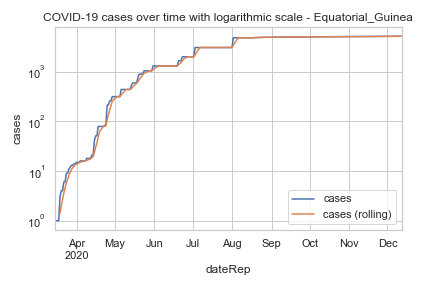 COVID-19 cases over time with logarithmic scale - Equatorial_Guinea
cases
10³
10²
10¹
10⁰
cases
cases (rolling)
Apr May Jun Jul Aug Sep Oct Nov Dec
2020
dateRep